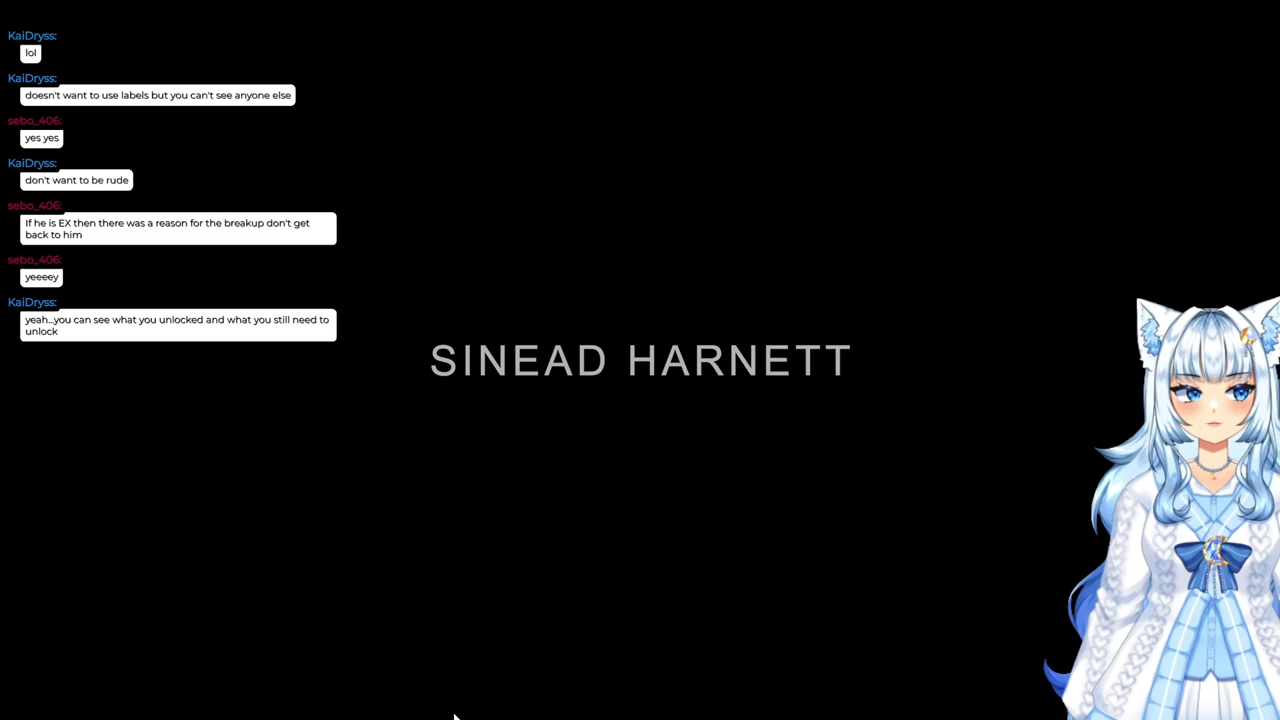 KaiDryss:
lol
KaiDryss:
doesn't want to use labels but you can't see anyone else
sebo_406:
yes yes
KaiDryss:
don't want to be rude
sebo_406:
If he is EX then there was a reason for the breakup don't get
back to him
sebo_406:
yeeeey
KaiDryss:
yeah...you can see what you unlocked and what you still need to
unlock
SINEAD HARNETT